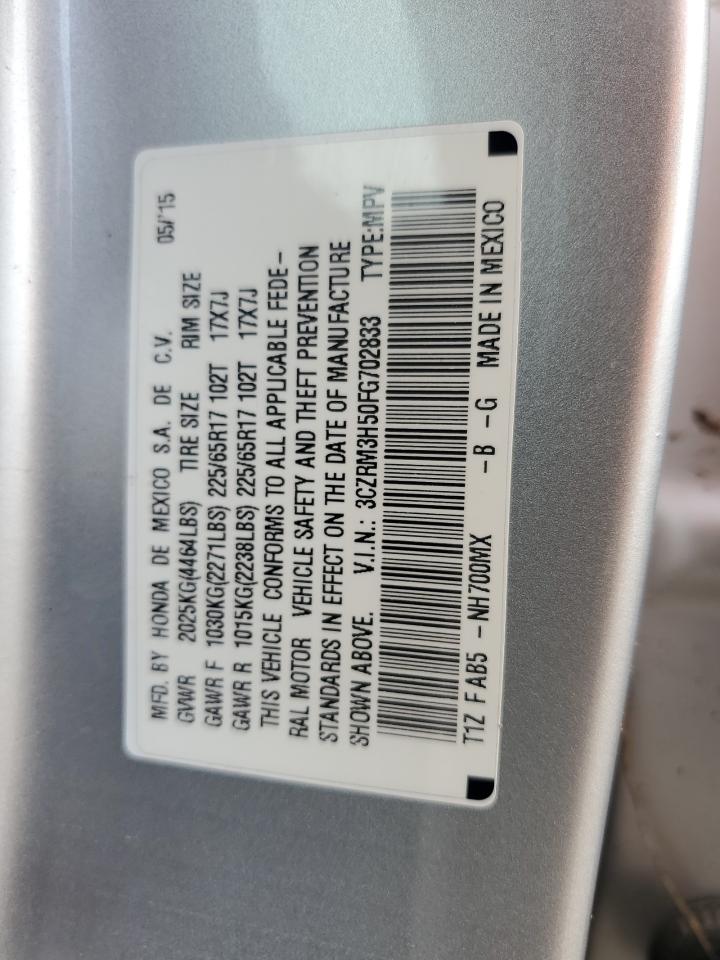 MFD. BY HONDA DE MEXICO S.A. DE C.V. 05/'15
GVWR 2025KG(4464LBS) TIRE SIZE RIM SIZE
GAWR F 1030KG(2271LBS) 225/65R17 102T 17X7J
GAWR R 1015KG(2238LBS) 225/65R17 102T 17X7J
THIS VEHICLE CONFORMS TO ALL APPLICABLE FEDE-
RAL MOTOR VEHICLE SAFETY AND THEFT PREVENTION
STANDARDS IN EFFECT ON THE DATE OF MANUFACTURE
SHOWN ABOVE. V.I.N.: 3CZRM3H50FG702833 TYPE:MPV
T1Z F AB5 -NH700MX -B -G MADE IN MEXICO